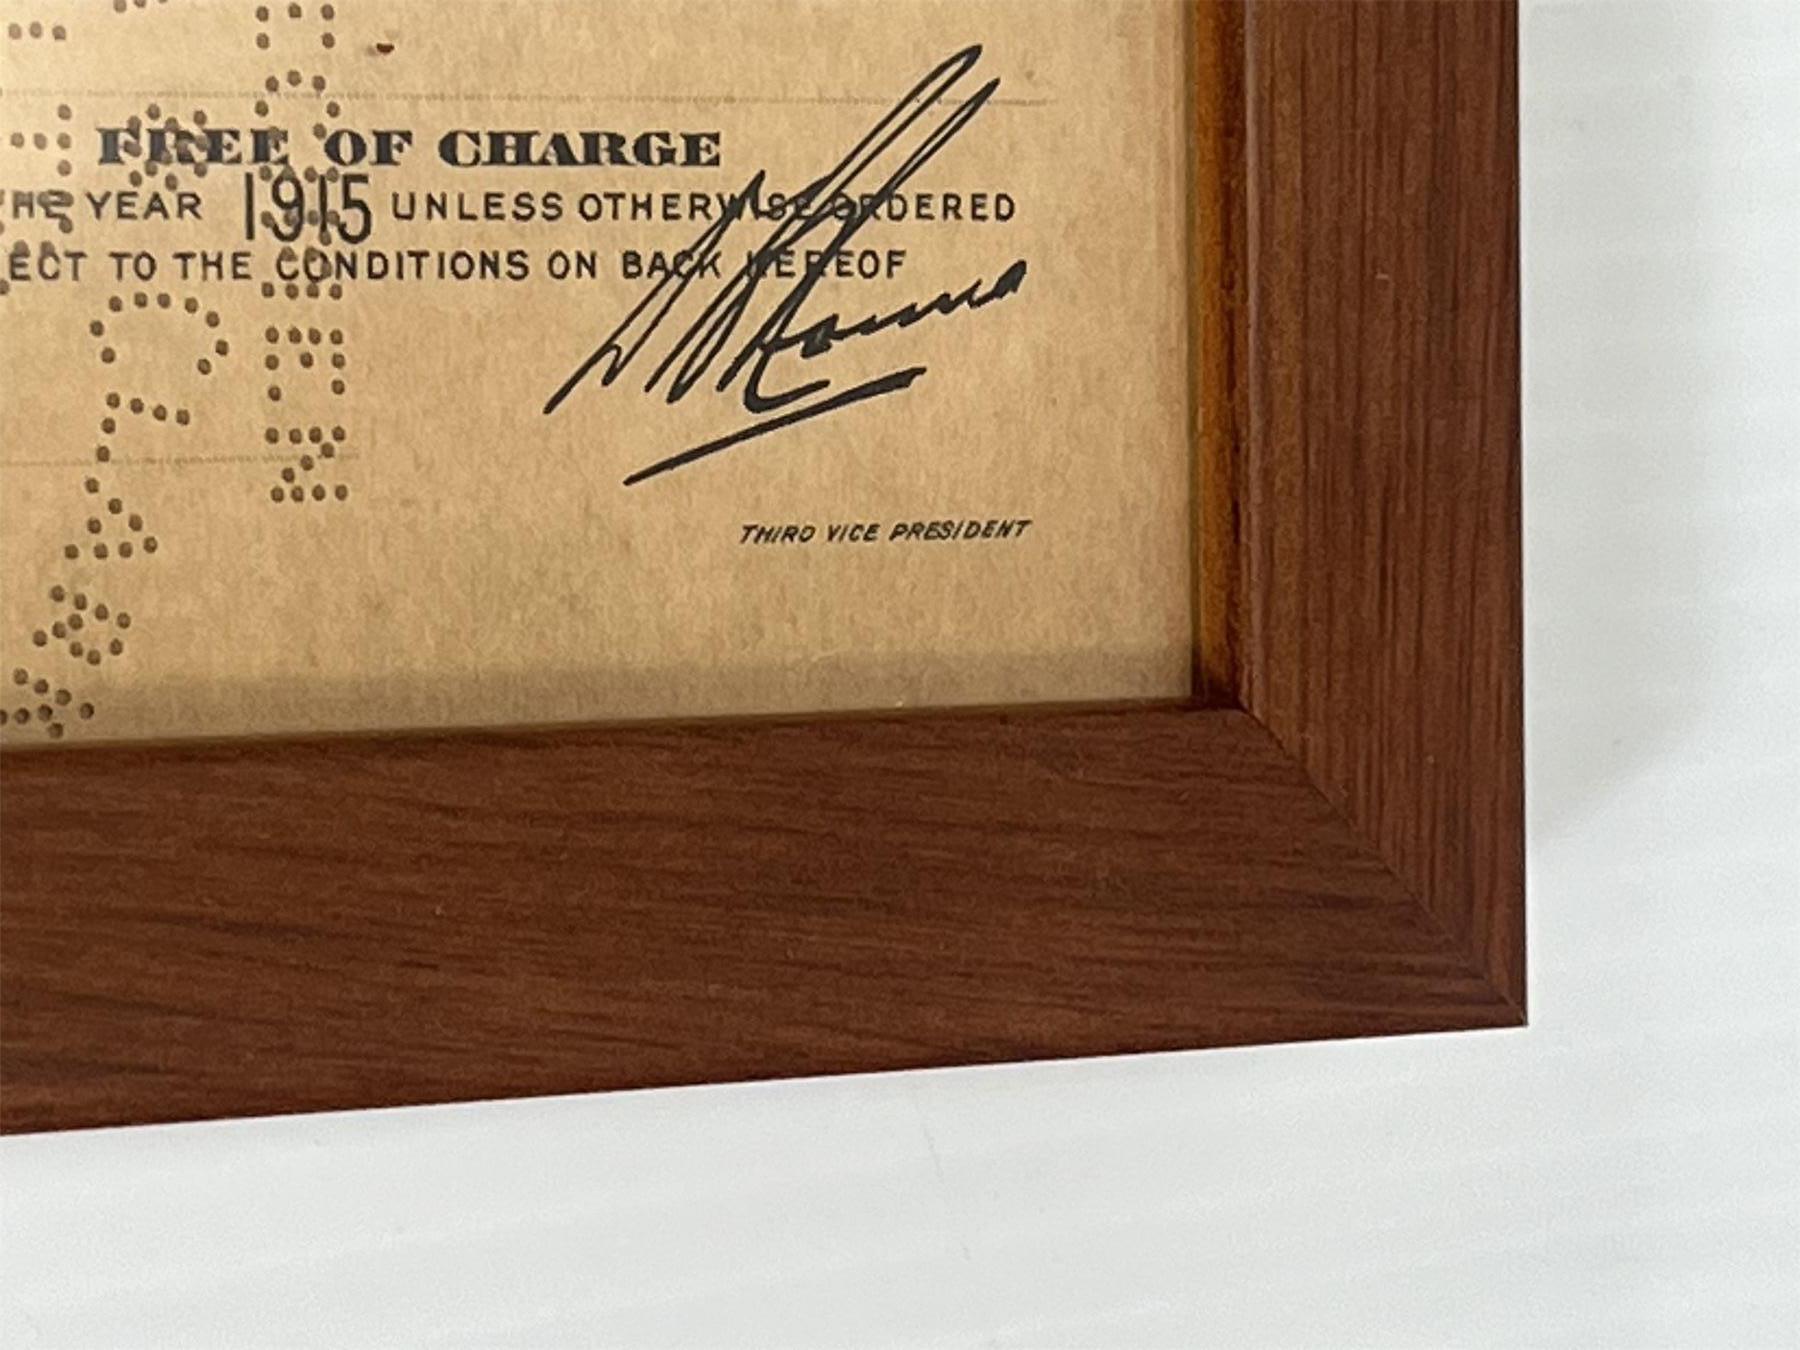 FREE OF CHARGE
YEAR 1915 UNLESS OTHERWISE ORDERED
TO THE CONDITIONS ON BACK HEREOF
THIRD VICE PRESIDENT